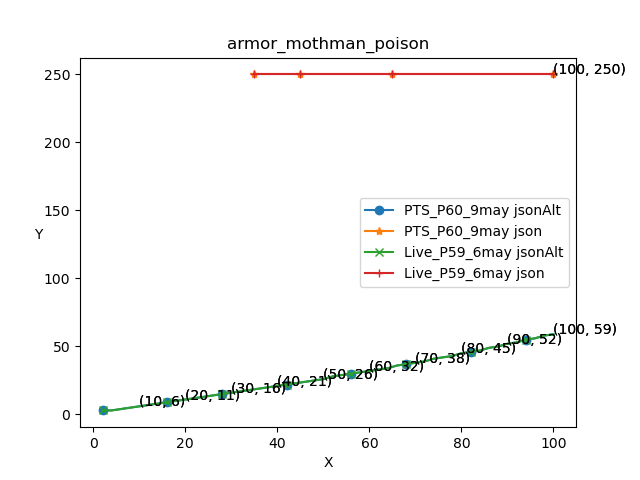 armor_mothman_poison
250
200
150
100
50
0
Y
(100, 250)
PTS_P60_9may jsonAlt
PTS_P60_9may json
Live_P59_6may jsonAlt
Live_P59_6may json
(100, 59)
(90, 52)
(80, 45)
(70, 38)
(60, 32)
(50, 26)
(40, 21)
(30, 16)
(20, 11)
(10, 6)
0 20 40 60 80 100
X